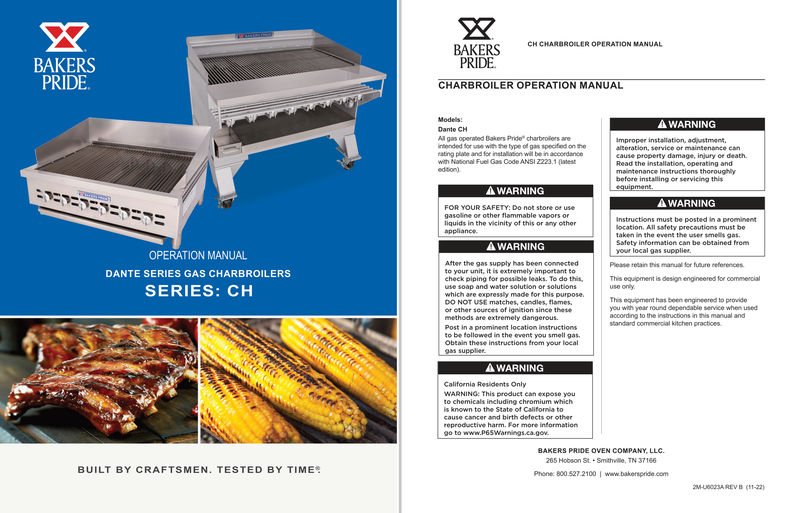 BAKERS
PRIDE®
OPERATION MANUAL
DANTE SERIES GAS CHARBROILERS
SERIES: CH
BUILT BY CRAFTSMEN. TESTED BY TIME®.
BAKERS
PRIDE®
CH CHARBROILER OPERATION MANUAL
CHARBROILER OPERATION MANUAL
Models:
Dante CH
All gas operated Bakers Pride® charbroilers are
intended for use with the type of gas specified on the
rating plate and for installation will be in accordance
with National Fuel Gas Code ANSI Z223.1 (latest
edition).
WARNING
FOR YOUR SAFETY: Do not store or use
gasoline or other flammable vapors or
liquids in the vicinity of this or any other
appliance.
WARNING
After the gas supply has been connected
to your unit, it is extremely important to
check piping for possible leaks. To do this,
use soap and water solution or solutions
which are expressly made for this purpose.
DO NOT USE matches, candles, flames,
or other sources of ignition since these
methods are extremely dangerous.
Post in a prominent location instructions
to be followed in the event you smell gas.
Obtain these instructions from your local
gas supplier.
WARNING
California Residents Only
WARNING: This product can expose you
to chemicals including chromium which
is known to the State of California to
cause cancer and birth defects or other
reproductive harm. For more information
go to www.P65Warnings.ca.gov.
WARNING
Improper installation, adjustment,
alteration, service or maintenance can
cause property damage, injury or death.
Read the installation, operating and
maintenance instructions thoroughly
before installing or servicing this
equipment.
WARNING
Instructions must be posted in a prominent
location. All safety precautions must be
taken in the event the user smells gas.
Safety information can be obtained from
your local gas supplier.
Please retain this manual for future references.
This equipment is design engineered for commercial
use only.
This equipment has been engineered to provide
you with year round dependable service when used
according to the instructions in this manual and
standard commercial kitchen practices.
BAKERS PRIDE OVEN COMPANY, LLC.
265 Hobson St. • Smithville, TN 37166
Phone: 800.527.2100 | www.bakerspride.com
2M-U6023A REV B (11-22)